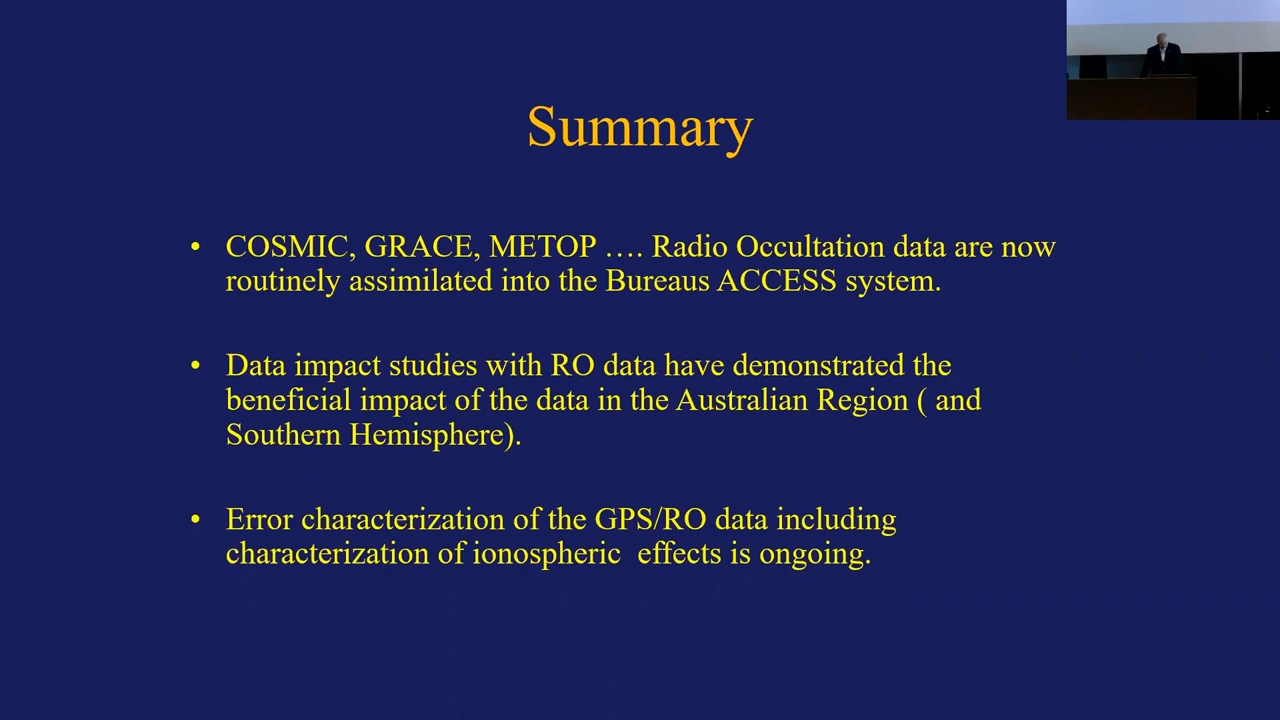 Summary
• COSMIC, GRACE, METOP …. Radio Occultation data are now
routinely assimilated into the Bureaus ACCESS system.
• Data impact studies with RO data have demonstrated the
beneficial impact of the data in the Australian Region ( and
Southern Hemisphere).
• Error characterization of the GPS/RO data including
characterization of ionospheric  effects is ongoing.